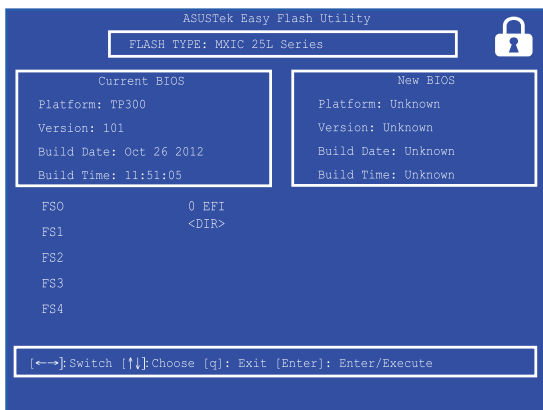 ASUSTek Easy Flash Utility
FLASH TYPE: MXIC 25L Series
Current BIOS
Platform: TP300
Version: 101
Build Date: Oct 26 2012
Build Time: 11:51:05
New BIOS
Platform: Unknown
Version: Unknown
Build Date: Unknown
Build Time: Unknown
FSO 0 EFI
FS1 <DIR>
FS2
FS3
FS4
[←→]:Switch [↑↓]:Choose [q]: Exit [Enter]: Enter/Execute